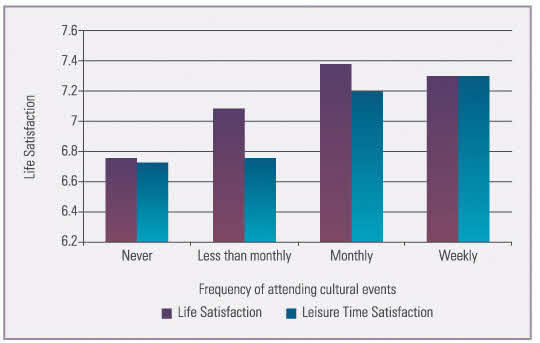 7.6
7.4
7.2
7
6.8
6.6
6.4
6.2
Life Satisfaction
Never Less than monthly Monthly Weekly
Frequency of attending cultural events
Life Satisfaction Leisure Time Satisfaction